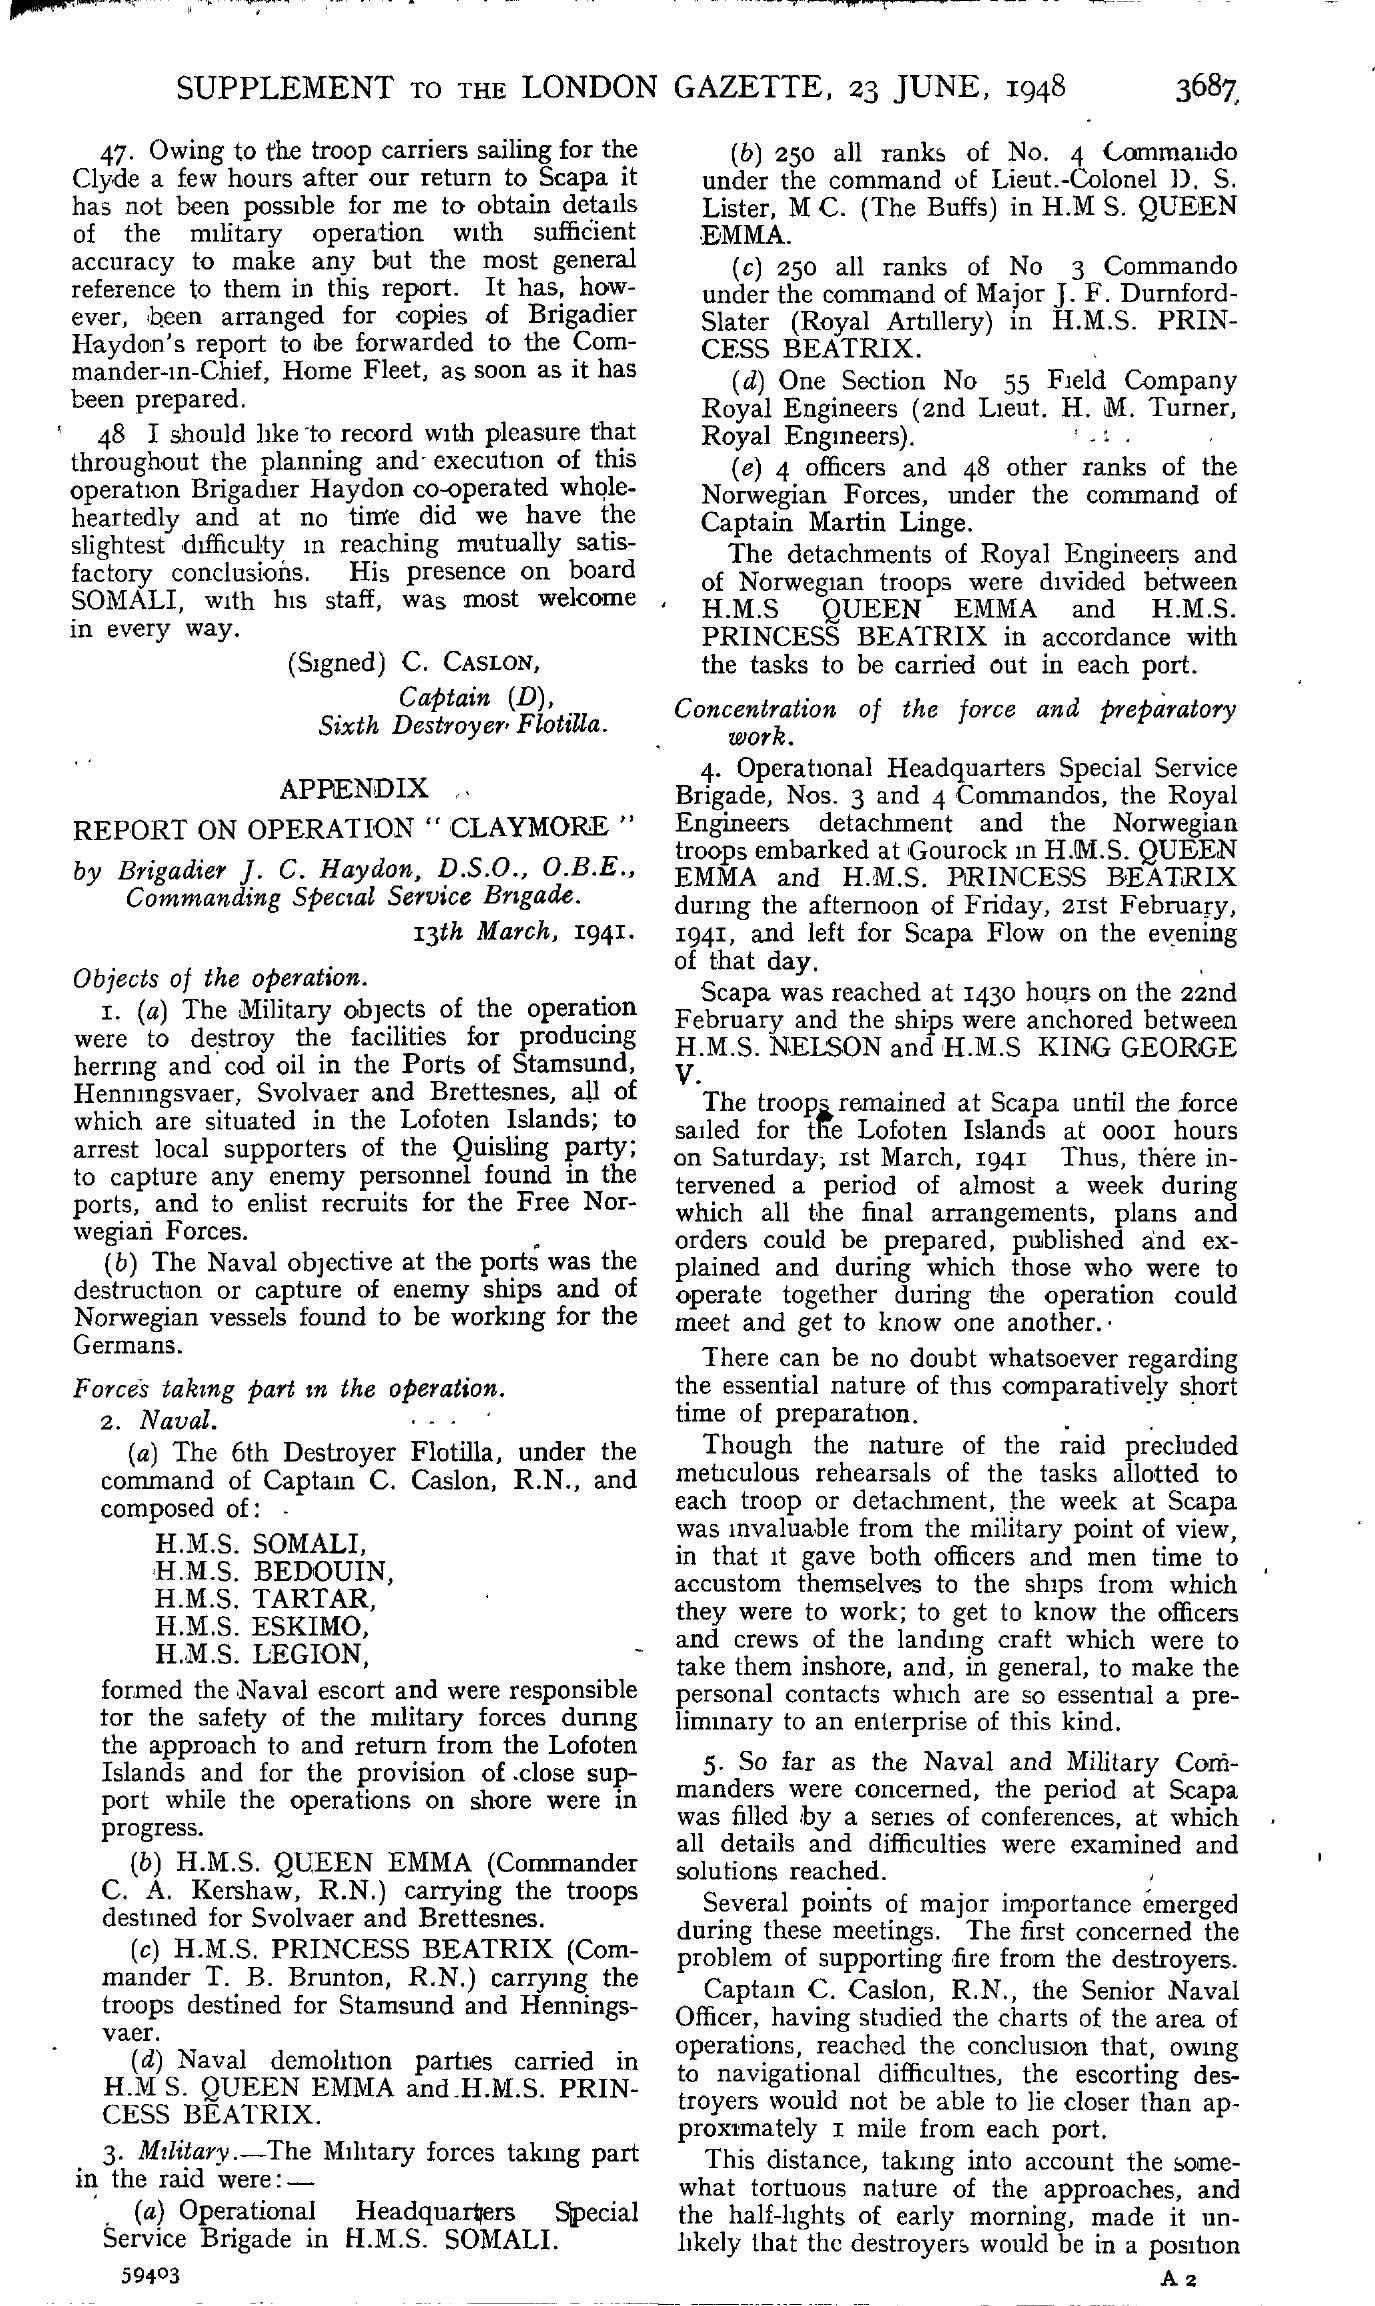 SUPPLEMENT TO THE LONDON GAZETTE, 23 JUNE, 1948 3687
47. Owing to the troop carriers sailing for the
Clyde a few hours after our return to Scapa it
has not been possible for me to obtain details
of the military operation with sufficient
accuracy to make any but the most general
reference to them in this report. It has, how-
ever, been arranged for copies of Brigadier
Haydon's report to be forwarded to the Com-
mander-in-Chief, Home Fleet, as soon as it has
been prepared.
48 I should like to record with pleasure that
throughout the planning and execution of this
operation Brigadier Haydon co-operated whole-
heartedly and at no time did we have the
slightest difficulty in reaching mutually satis-
factory conclusions. His presence on board
SOMALI, with his staff, was most welcome
in every way.
(Signed) C. CASLON,
Captain (D),
Sixth Destroyer Flotilla.
APPENDIX
REPORT ON OPERATION " CLAYMORE "
by Brigadier J. C. Haydon, D.S.O., O.B.E.,
Commanding Special Service Brigade.
13th March, 1941.
Objects of the operation.
1. (a) The Military objects of the operation
were to destroy the facilities for producing
herring and cod oil in the Ports of Stamsund,
Henningsvaer, Svolvaer and Brettesnes, all of
which are situated in the Lofoten Islands; to
arrest local supporters of the Quisling party;
to capture any enemy personnel found in the
ports, and to enlist recruits for the Free Nor-
wegian Forces.
(b) The Naval objective at the ports was the
destruction or capture of enemy ships and of
Norwegian vessels found to be working for the
Germans.
Forces taking part in the operation.
2. Naval.
(a) The 6th Destroyer Flotilla, under the
command of Captain C. Caslon, R.N., and
composed of:
H.M.S. SOMALI,
H.M.S. BEDOUIN,
H.M.S. TARTAR,
H.M.S. ESKIMO,
H.M.S. LEGION,
formed the Naval escort and were responsible
for the safety of the military forces during
the approach to and return from the Lofoten
Islands and for the provision of close sup-
port while the operations on shore were in
progress.
(b) H.M.S. QUEEN EMMA (Commander
C. A. Kershaw, R.N.) carrying the troops
destined for Svolvaer and Brettesnes.
(c) H.M.S. PRINCESS BEATRIX (Com-
mander T. B. Brunton, R.N.) carrying the
troops destined for Stamsund and Hennings-
vaer.
(d) Naval demolition parties carried in
H.M S. QUEEN EMMA and H.M.S. PRIN-
CESS BEATRIX.
3. Military.—The Military forces taking part
in the raid were:—
(a) Operational Headquarters Special
Service Brigade in H.M.S. SOMALI.
59403
(b) 250 all ranks of No. 4 Commando
under the command of Lieut.-Colonel D. S.
Lister, M C. (The Buffs) in H.M S. QUEEN
EMMA.
(c) 250 all ranks of No 3 Commando
under the command of Major J. F. Durnford-
Slater (Royal Artillery) in H.M.S. PRIN-
CESS BEATRIX.
(d) One Section No 55 Field Company
Royal Engineers (2nd Lieut. H. M. Turner,
Royal Engineers).
(e) 4 officers and 48 other ranks of the
Norwegian Forces, under the command of
Captain Martin Linge.
The detachments of Royal Engineers and
of Norwegian troops were divided between
H.M.S QUEEN EMMA and H.M.S.
PRINCESS BEATRIX in accordance with
the tasks to be carried out in each port.
Concentration of the force and preparatory
work.
4. Operational Headquarters Special Service
Brigade, Nos. 3 and 4 Commandos, the Royal
Engineers detachment and the Norwegian
troops embarked at Gourock in H.M.S. QUEEN
EMMA and H.M.S. PRINCESS BEATRIX
during the afternoon of Friday, 21st February,
1941, and left for Scapa Flow on the evening
of that day.
Scapa was reached at 1430 hours on the 22nd
February and the ships were anchored between
H.M.S. NELSON and H.M.S KING GEORGE
V.
The troops remained at Scapa until the force
sailed for the Lofoten Islands at 0001 hours
on Saturday, 1st March, 1941 Thus, there in-
tervened a period of almost a week during
which all the final arrangements, plans and
orders could be prepared, published and ex-
plained and during which those who were to
operate together during the operation could
meet and get to know one another.
There can be no doubt whatsoever regarding
the essential nature of this comparatively short
time of preparation.
Though the nature of the raid precluded
meticulous rehearsals of the tasks allotted to
each troop or detachment, the week at Scapa
was invaluable from the military point of view,
in that it gave both officers and men time to
accustom themselves to the ships from which
they were to work; to get to know the officers
and crews of the landing craft which were to
take them inshore, and, in general, to make the
personal contacts which are so essential a pre-
liminary to an enterprise of this kind.
5. So far as the Naval and Military Com-
manders were concerned, the period at Scapa
was filled by a series of conferences, at which
all details and difficulties were examined and
solutions reached.
Several points of major importance emerged
during these meetings. The first concerned the
problem of supporting fire from the destroyers.
Captain C. Caslon, R.N., the Senior Naval
Officer, having studied the charts of the area of
operations, reached the conclusion that, owing
to navigational difficulties, the escorting des-
troyers would not be able to lie closer than ap-
proximately 1 mile from each port.
This distance, taking into account the some-
what tortuous nature of the approaches, and
the half-lights of early morning, made it un-
likely that the destroyers would be in a position
A 2